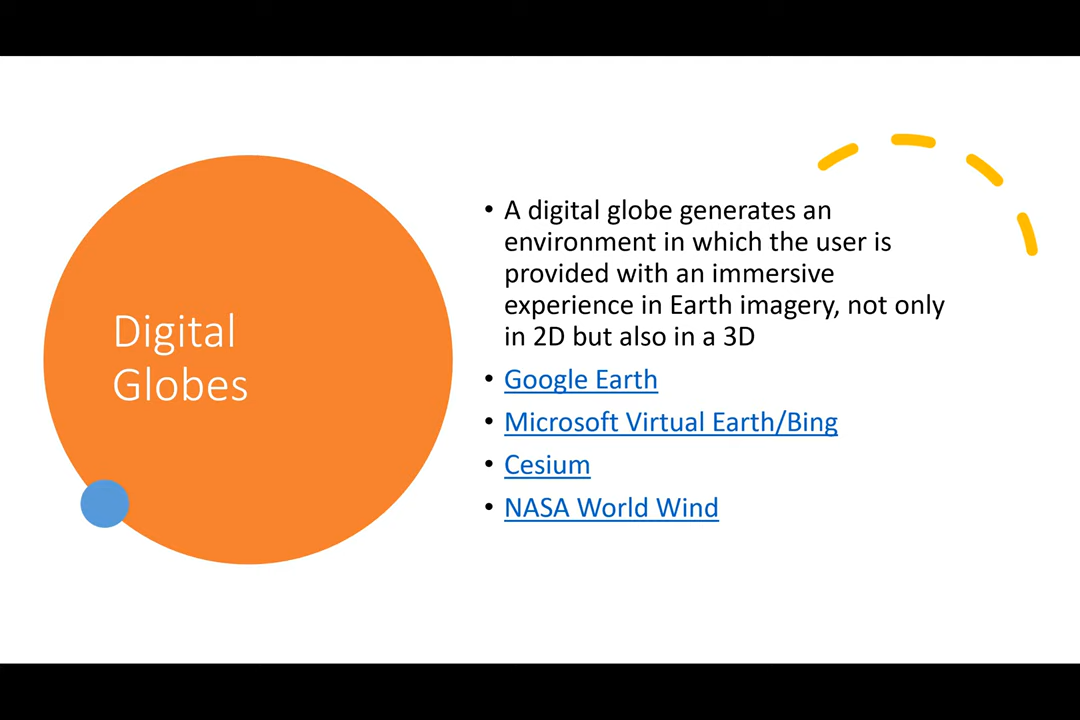 Digital
Globes
• A digital globe generates an
environment in which the user is
provided with an immersive
experience in Earth imagery, not only
in 2D but also in a 3D
• Google Earth
• Microsoft Virtual Earth/Bing
• Cesium
• NASA World Wind